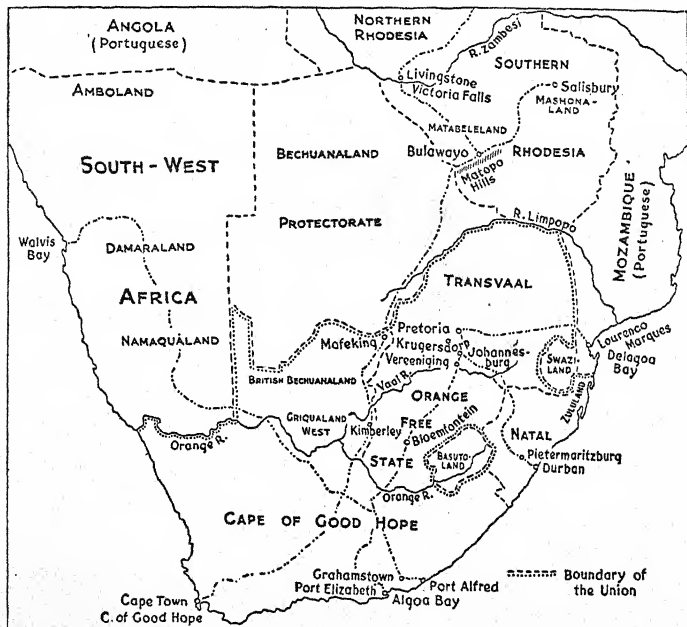 ANGOLA
(Portuguese)
NORTHERN
RHODESIA
R. Zambesi
SOUTHERN
Livingstone
Victoria Falls
Salisbury
MASHONA-
LAND
AMBOLAND
MATABELELAND
SOUTH-WEST
BECHUANALAND
Bulawayo
RHODESIA
Matopo
Hills
MOZAMBIQUE
(Portuguese)
PROTECTORATE
R. Limpopo
Walvis
Bay
DAMARALAND
TRANSVAAL
AFRICA
NAMAQUALAND
Mafeking
Pretoria
Krugersdorp
Johannes-
burg
Vereeniging
Lourenco
Marques
Delagoa
Bay
SWAZI-
LAND
ZULULAND
BRITISH BECHUANALAND
Vaal R.
ORANGE
GRIQUALAND
WEST
Kimberley
FREE
Bloemfontein
NATAL
Orange R.
STATE
BASUTO-
LAND
Pietermaritzburg
Durban
Orange R.
CAPE OF GOOD HOPE
Grahamstown
Port Elizabeth
Port Alfred
Algoa Bay
Boundary of
the Union
Cape Town
C. of Good Hope